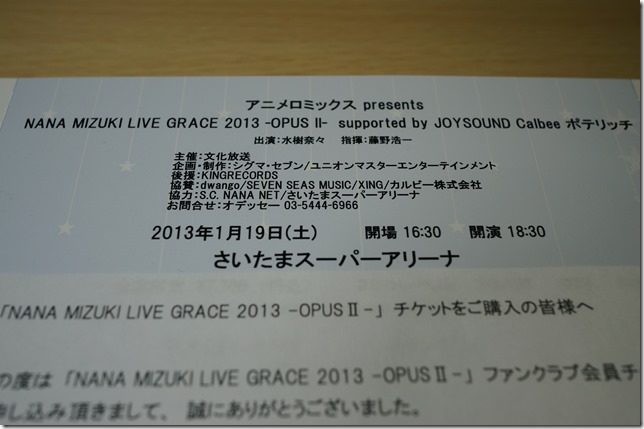 アニメロミックス presents
NANA MIZUKI LIVE GRACE 2013 -OPUS II- supported by JOYSOUND Calbee ポテリッチ
出演：水樹奈々　指揮：藤野浩一
主催：文化放送
企画・制作：シグマ・セブン/ユニオンマスターエンターテインメント
後援：KINGRECORDS
協賛：dwango/SEVEN SEAS MUSIC/XING/カルビー株式会社
協力：S.C. NANA NET/さいたまスーパーアリーナ
お問合せ：オデッセー 03-5444-6966
2013年1月19日(土)　開場 16:30　開演 18:30
さいたまスーパーアリーナ
「NANA MIZUKI LIVE GRACE 2013 -OPUSⅡ-」チケットをご購入の皆様へ
の度は「NANA MIZUKI LIVE GRACE 2013 -OPUSⅡ-」ファンクラブ会員チ
申し込み頂きまして、誠にありがとうございました。